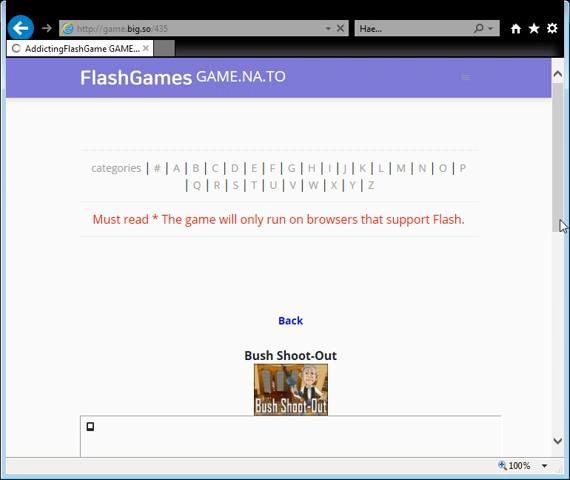 http://game.big.so/435
Hae...
AddictingFlashGame GAME...
FlashGames GAME.NA.TO
categories | # | A | B | C | D | E | F | G | H | I | J | K | L | M | N | O | P
| Q | R | S | T | U | V | W | X | Y | Z
Must read * The game will only run on browsers that support Flash.
Back
Bush Shoot-Out
Bush Shoot-Out
100%